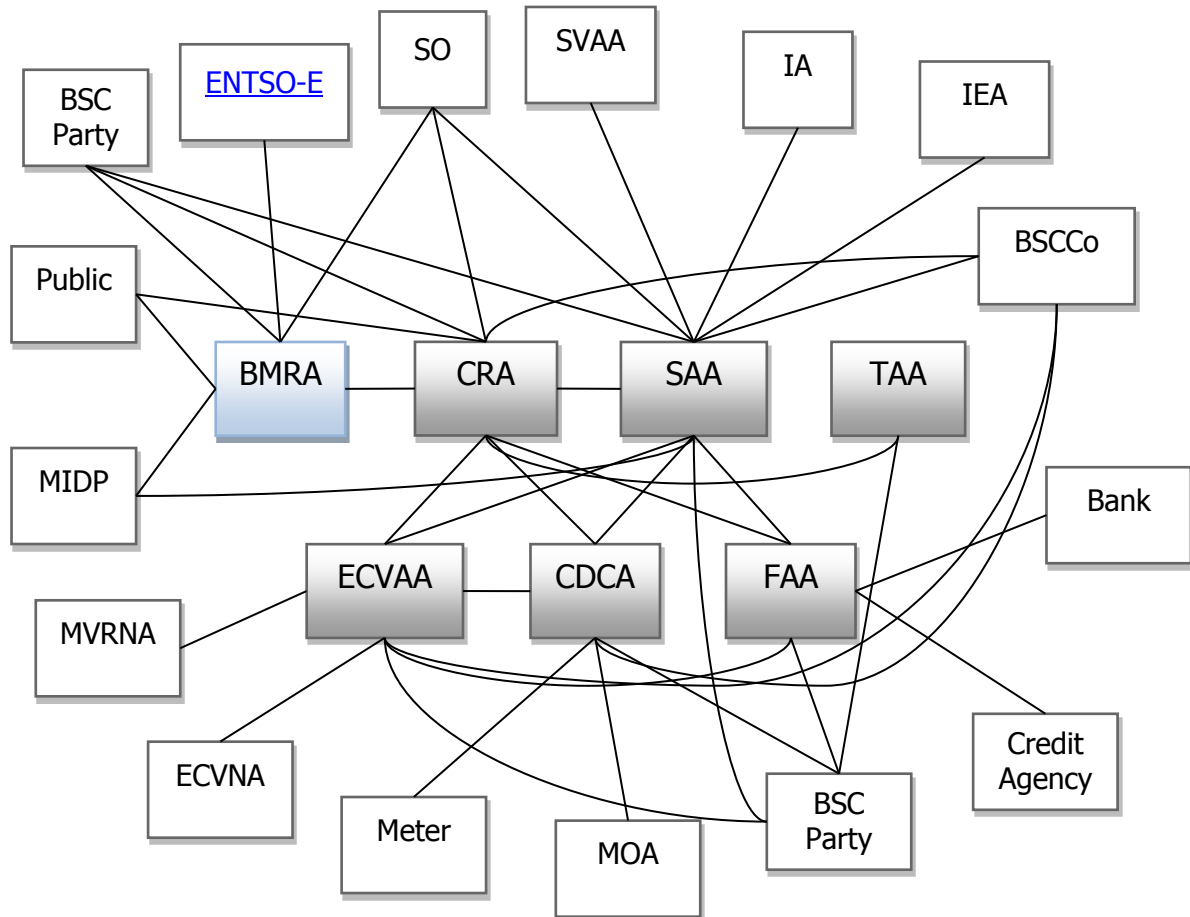 SO
SVAA
IA
ENTSO-E
IEA
BSC
Party
BSCCo
Public
BMRA
CRA
SAA
TAA
MIDP
Bank
ECVAA
CDCA
FAA
MVRNA
ECVNA
Credit
Agency
Meter
MOA
BSC
Party